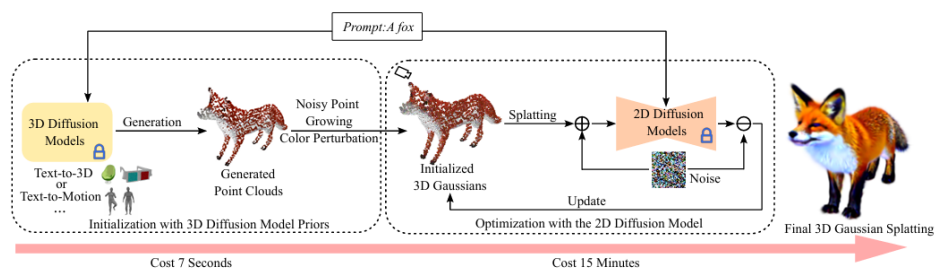 Prompt:A fox
3D Diffusion
Models
Generation
Generated
Point Clouds
Noisy Point
Growing
Color Perturbation
Text-to-3D
or
Text-to-Motion
...
Initialization with 3D Diffusion Model Priors
Initialized
3D Gaussians
Splatting
2D Diffusion
Models
Noise
Update
Optimization with the 2D Diffusion Model
Final 3D Gaussian Splatting
Cost 7 Seconds
Cost 15 Minutes